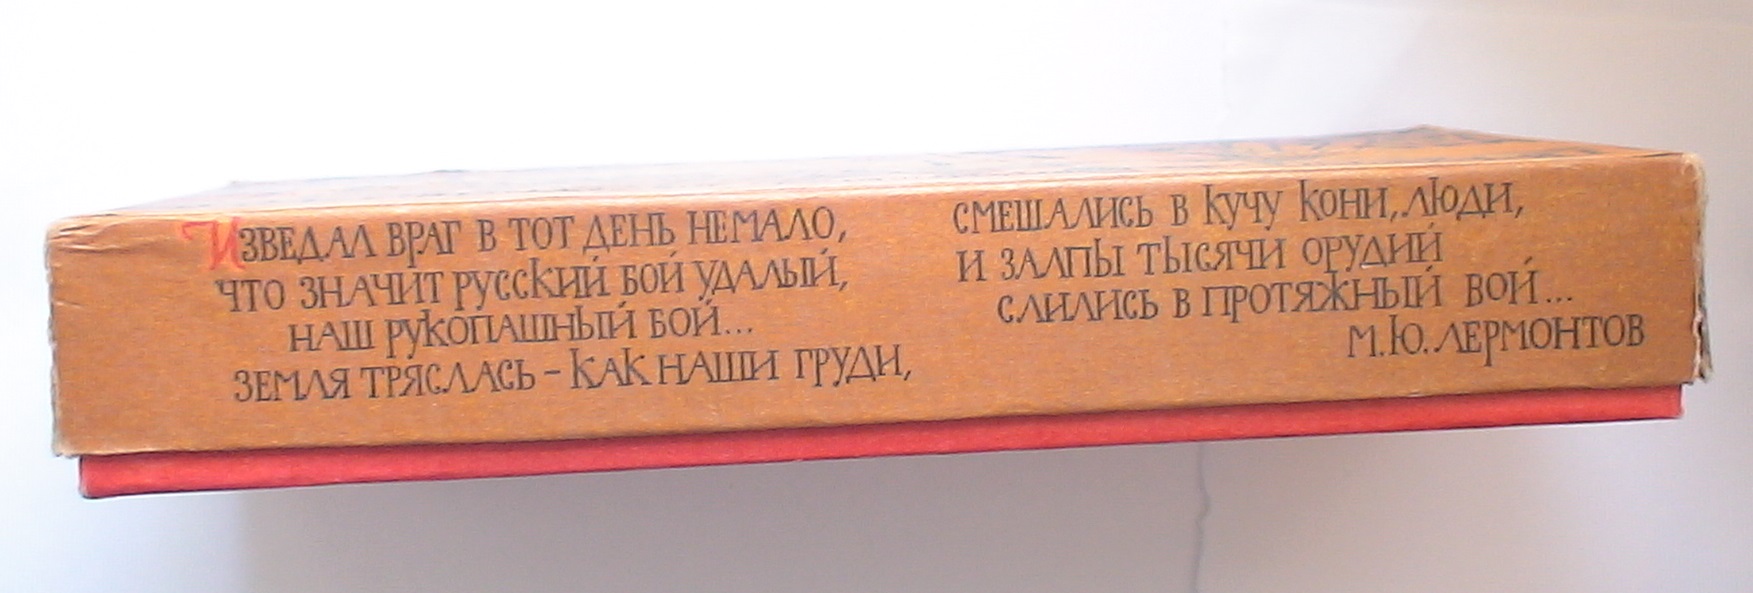 ИЗВЕДАЛ ВРАГ В ТОТ ДЕНЬ НЕМАЛО,
ЧТО ЗНАЧИТ РУССКИЙ БОЙ УДАЛЫЙ,
НАШ РУКОПАШНЫЙ БОЙ...
ЗЕМЛЯ ТРЯСЛАСЬ – КАК НАШИ ГРУДИ,
СМЕШАЛИСЬ В КУЧУ КОНИ, ЛЮДИ,
И ЗАЛПЫ ТЫСЯЧИ ОРУДИЙ
СЛИЛИСЬ В ПРОТЯЖНЫЙ ВОЙ...
М.Ю.ЛЕРМОНТОВ